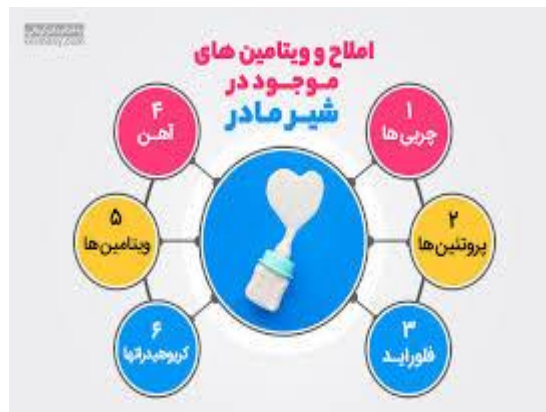 املاح و ویتامین های
موجود در
شیر مادر
۱
چربی‌ها
۲
پروتئین‌ها
۳
فلوراید
۴
آهن
۵
ویتامین‌ها
۶
کربوهیدراتها